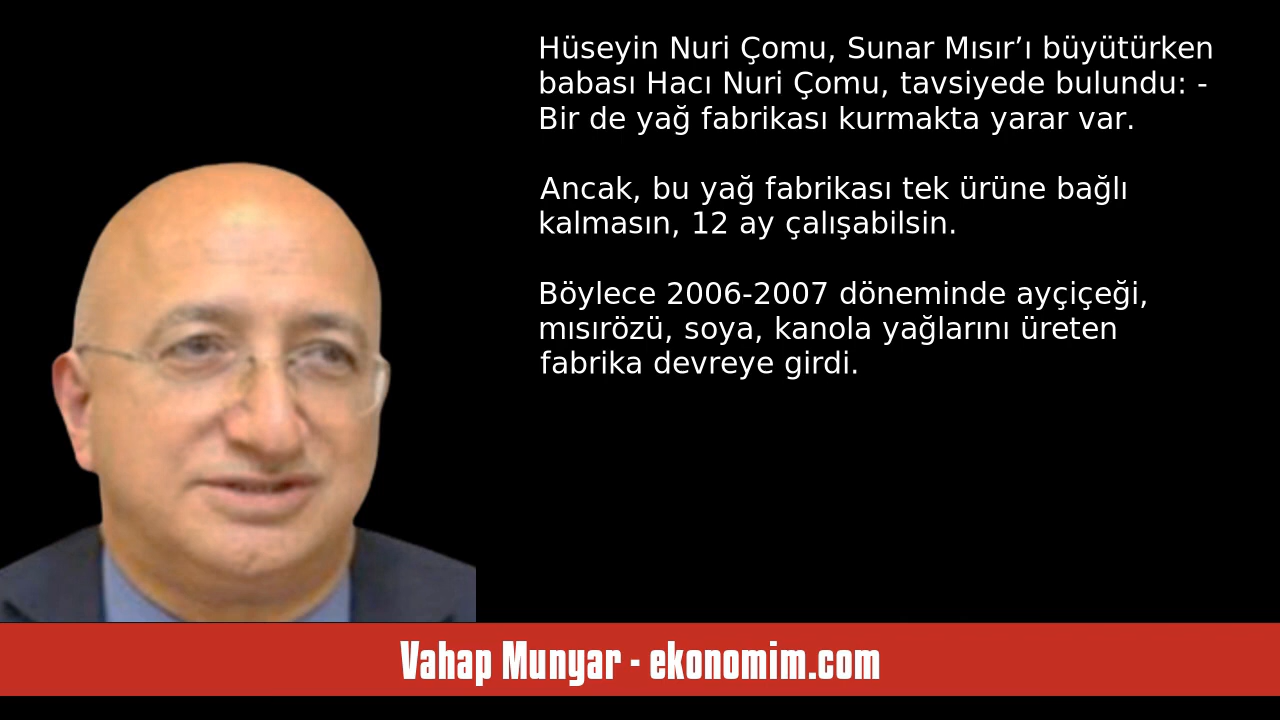 Hüseyin Nuri Çomu, Sunar Mısır’ı büyütürken
babası Hacı Nuri Çomu, tavsiyede bulundu: -
Bir de yağ fabrikası kurmakta yarar var.
Ancak, bu yağ fabrikası tek ürüne bağlı
kalmasın, 12 ay çalışabilsin.
Böylece 2006-2007 döneminde ayçiçeği,
mısırözü, soya, kanola yağlarını üreten
fabrika devreye girdi.
Vahap Munyar - ekonomim.com